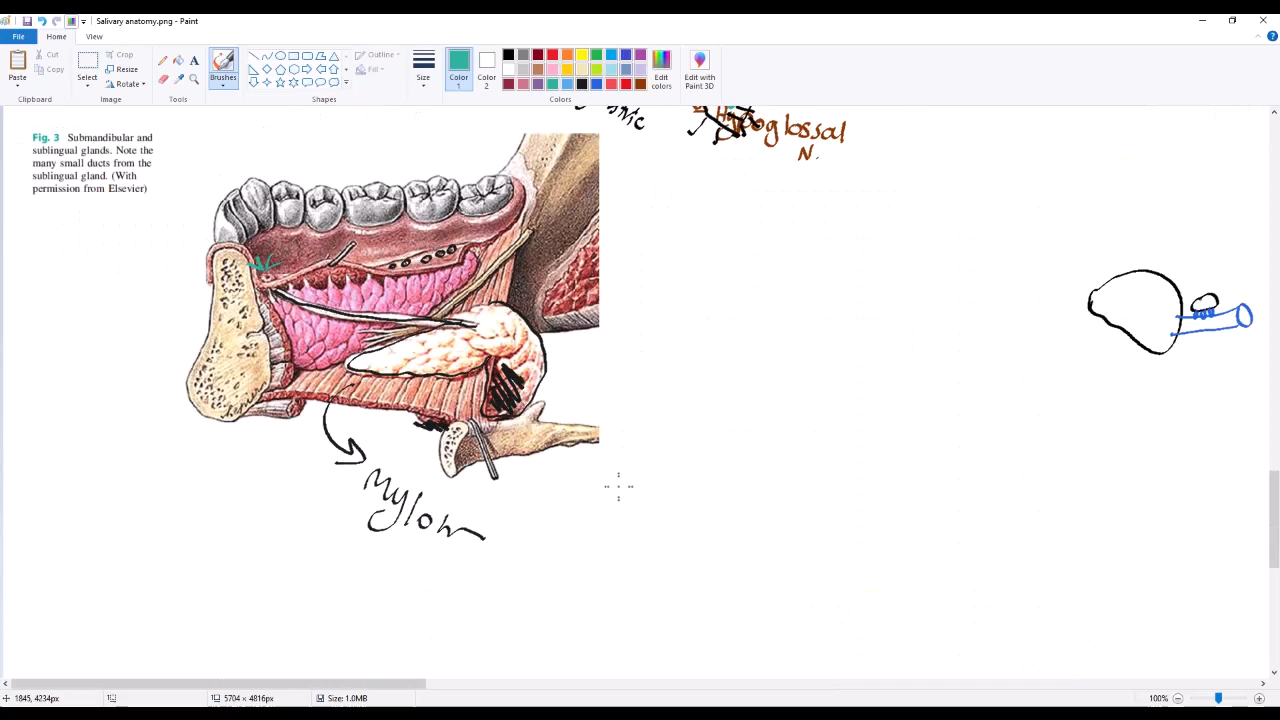 Salivary anatomy.png - Paint
File
Home
View
Paste
Cut
Copy
Clipboard
Select
Crop
Resize
Rotate
Image
Tools
Brushes
Shapes
Outline
Fill
Size
Color 1
Color 2
Edit colors
Edit with Paint 3D
Colors
Hypoglossal
N.
Fig. 3 Submandibular and
sublingual glands. Note the
many small ducts from the
sublingual gland. (With
permission from Elsevier)
Myloh
1845, 4234px
5704 × 4816px
Size: 1.0MB
100%